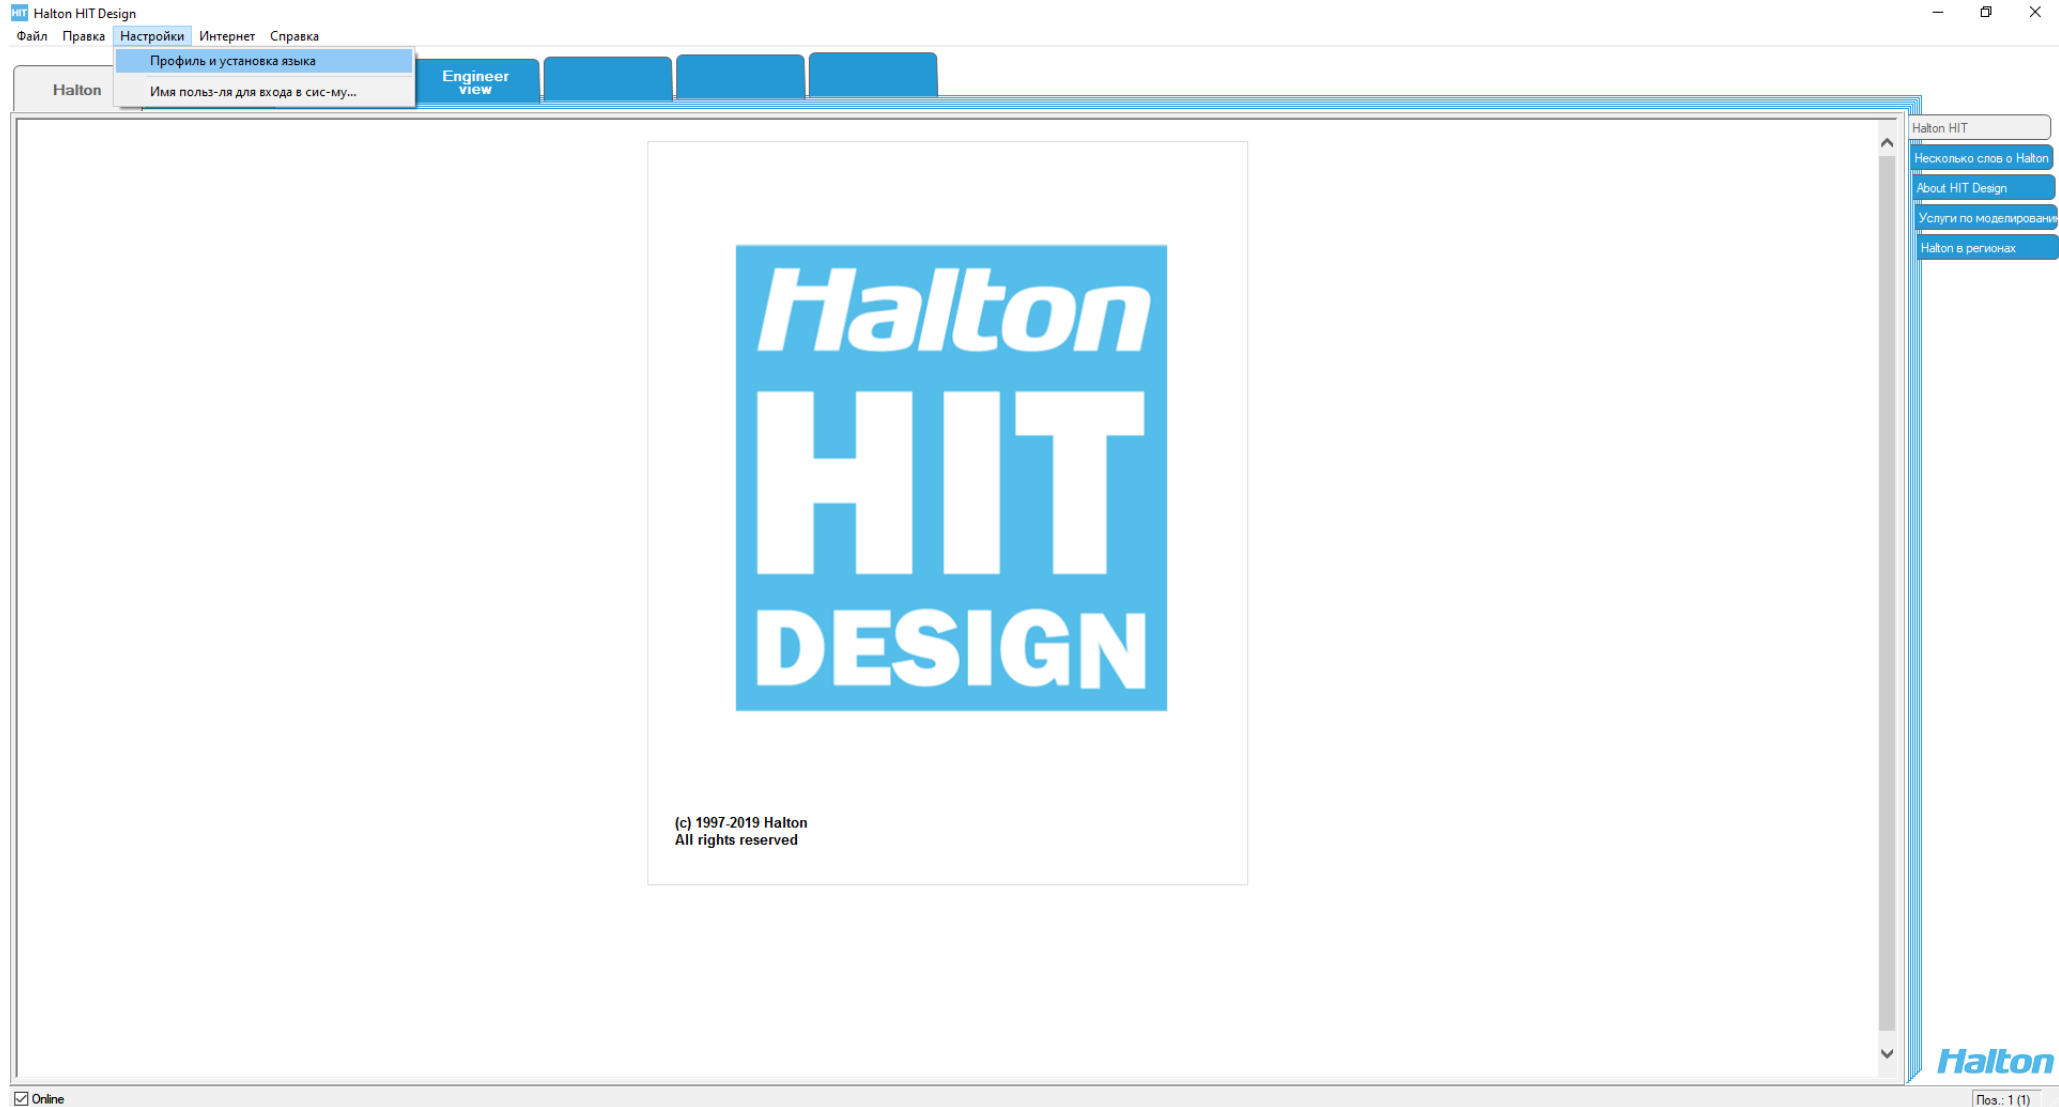 HIT Halton HIT Design
Файл Правка Настройки Интернет Справка
Профиль и установка языка
Имя польз-ля для входа в сис-му...
Halton
Engineer
view
Halton HIT
Несколько слов о Halton
About HIT Design
Услуги по моделировани
Halton в регионах
Halton
HIT
DESIGN
(c) 1997-2019 Halton
All rights reserved
Halton
Online
Поз.: 1 (1)